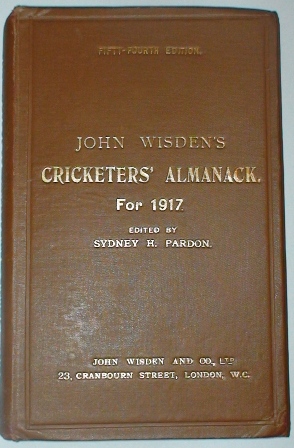 FIFTY-FOURTH EDITION.
JOHN WISDEN'S
CRICKETERS' ALMANACK.
For 1917.
EDITED BY
SYDNEY H. PARDON.
JOHN WISDEN AND CO., LTD
23, CRANBOURN STREET, LONDON, W.C.